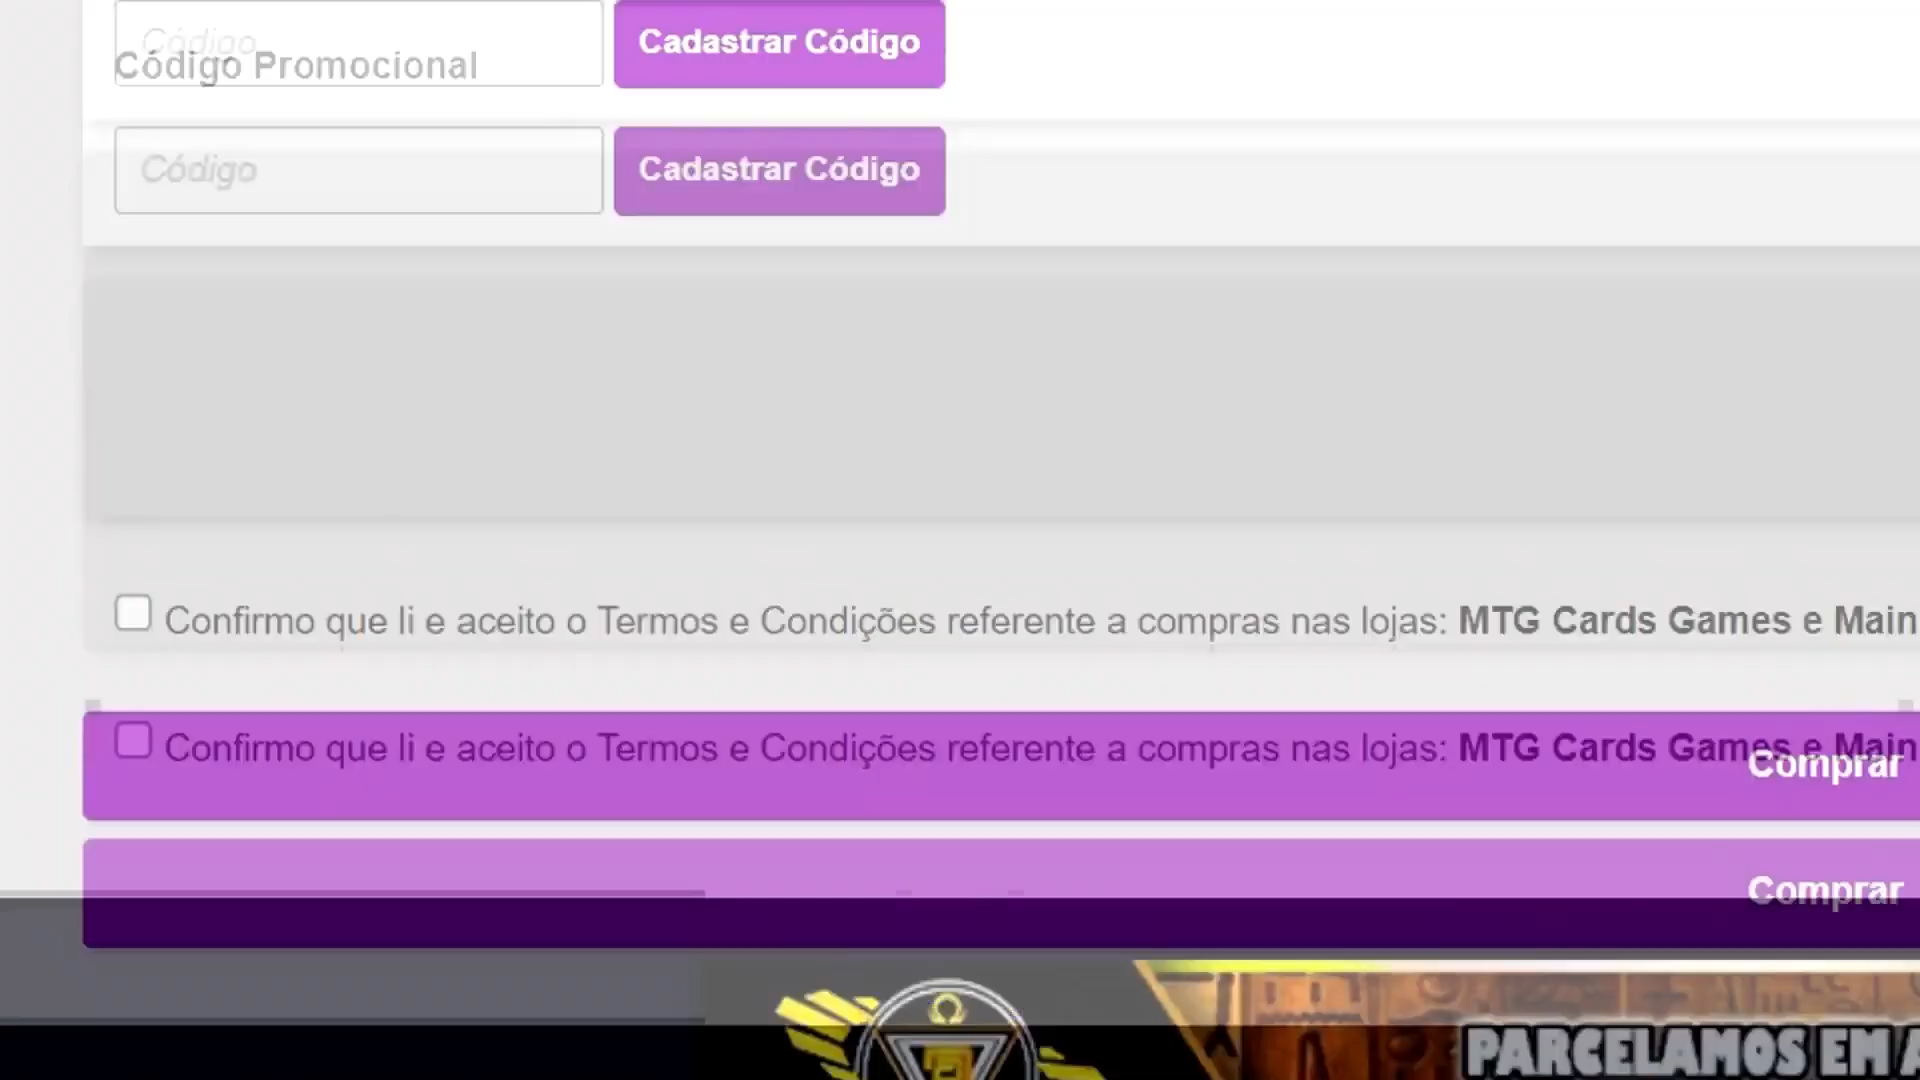 Código
Cadastrar Código
Código Promocional
Código
Cadastrar Código
Confirmo que li e aceito o Termos e Condições referente a compras nas lojas: MTG Cards Games e Main
Confirmo que li e aceito o Termos e Condições referente a compras nas lojas: MTG Cards Games e Main
Comprar
Comprar
PARCELAMOS EM A